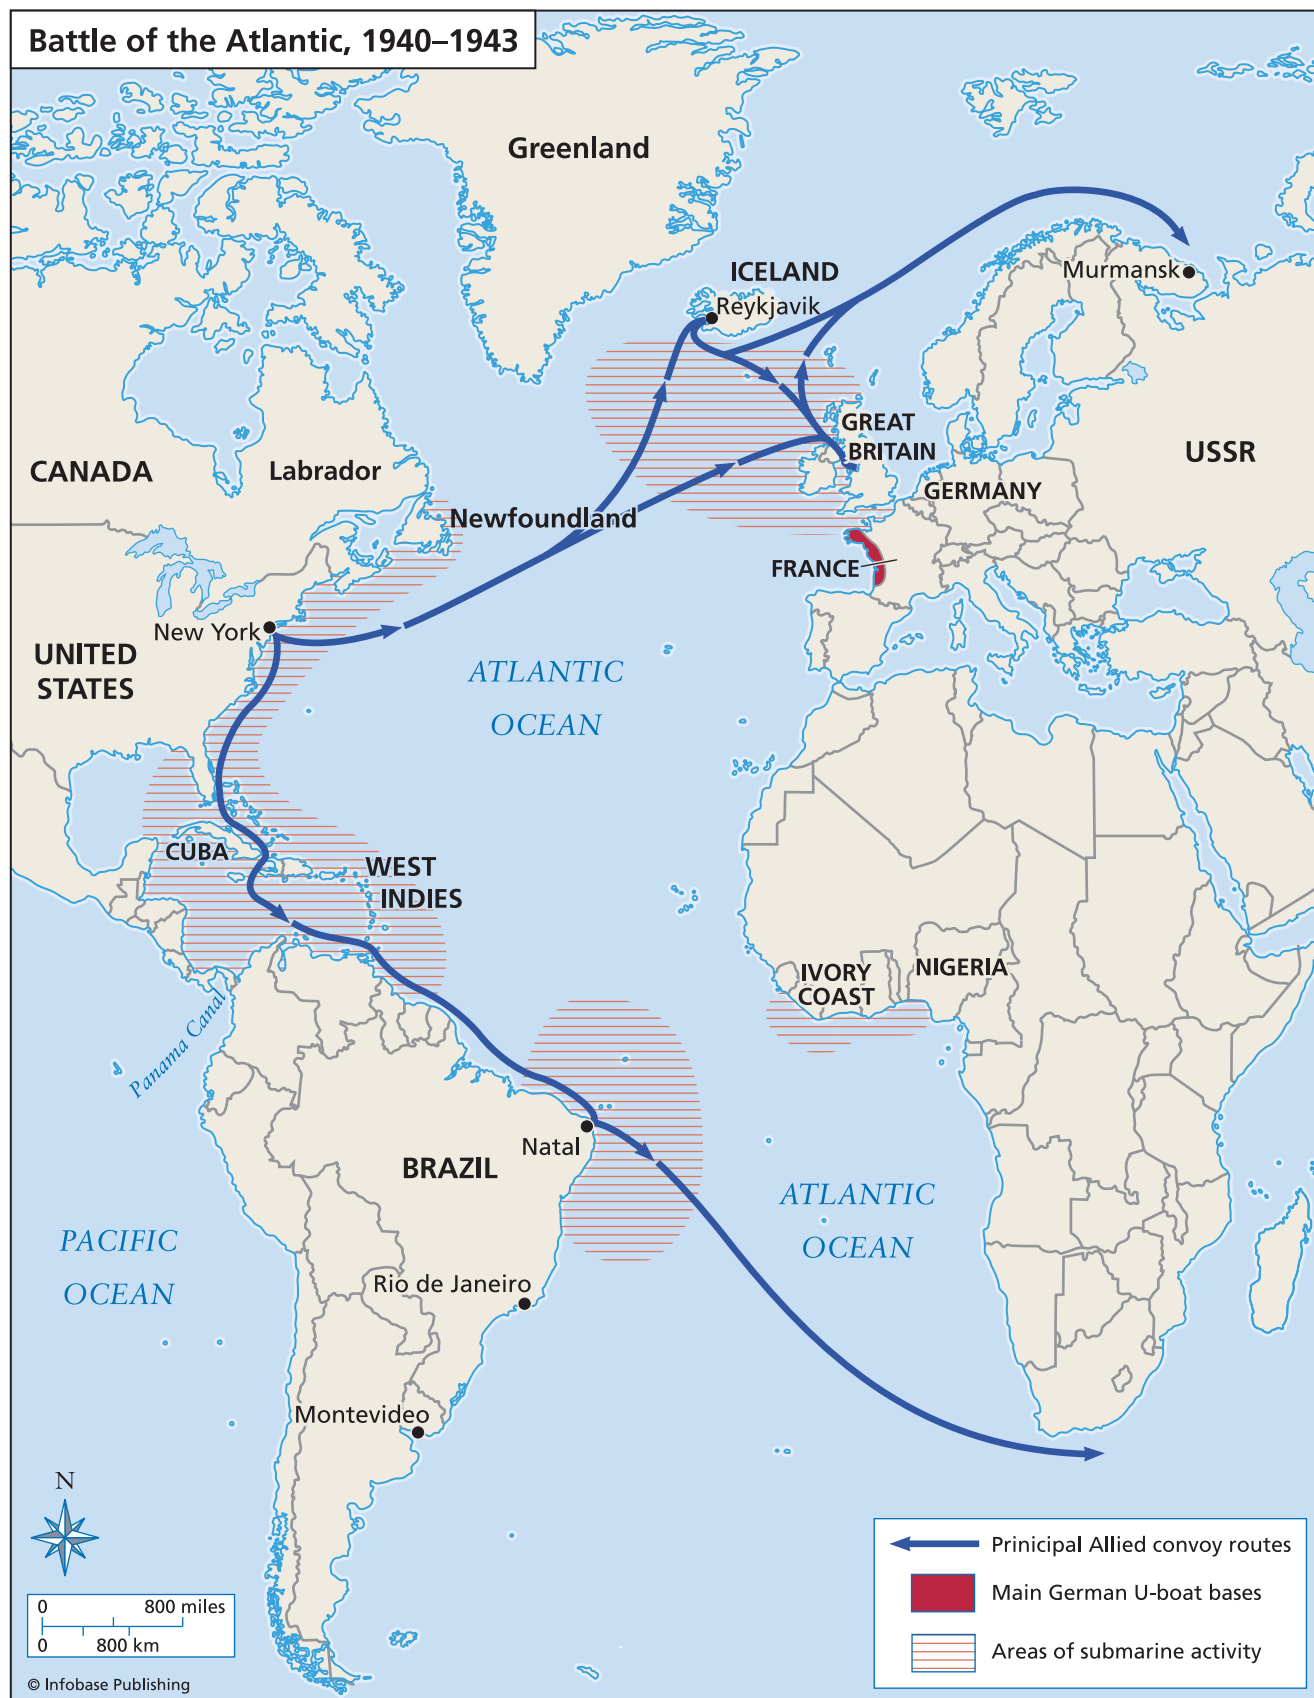 Battle of the Atlantic, 1940–1943
Greenland
ICELAND
Reykjavik
Murmansk
GREAT
BRITAIN
USSR
CANADA
Labrador
GERMANY
Newfoundland
FRANCE
New York
UNITED
STATES
ATLANTIC
OCEAN
CUBA
WEST
INDIES
IVORY
COAST
NIGERIA
Panama Canal
Natal
BRAZIL
ATLANTIC
OCEAN
PACIFIC
OCEAN
Rio de Janeiro
Montevideo
N
0 800 miles
0 800 km
© Infobase Publishing
Prinicipal Allied convoy routes
Main German U-boat bases
Areas of submarine activity